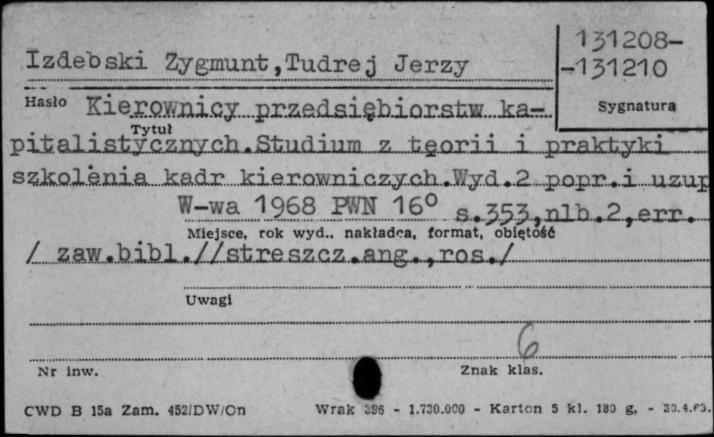 131208-
Izdebski Zygmunt,Tudrej Jerzy
-131210
Hasło Kierownicy przedsiębiorstw ka-
Sygnatura
Tytuł
pitalistycznych.Studium z teorii i praktyki
szkolenia kadr kierowniczych.Wyd.2 popr.i uzup
W-wa 1968 PWN 16° s.353,nlb.2,err.
Miejsce, rok wyd., nakładca, format, objętość
/ zaw.bibl.//streszcz.ang.,ros./
Uwagi
6
Nr inw.
Znak klas.
CWD B 15a Zam. 452/DW/On Wrak 396 - 1.730.000 - Karton 5 kl. 180 g. -